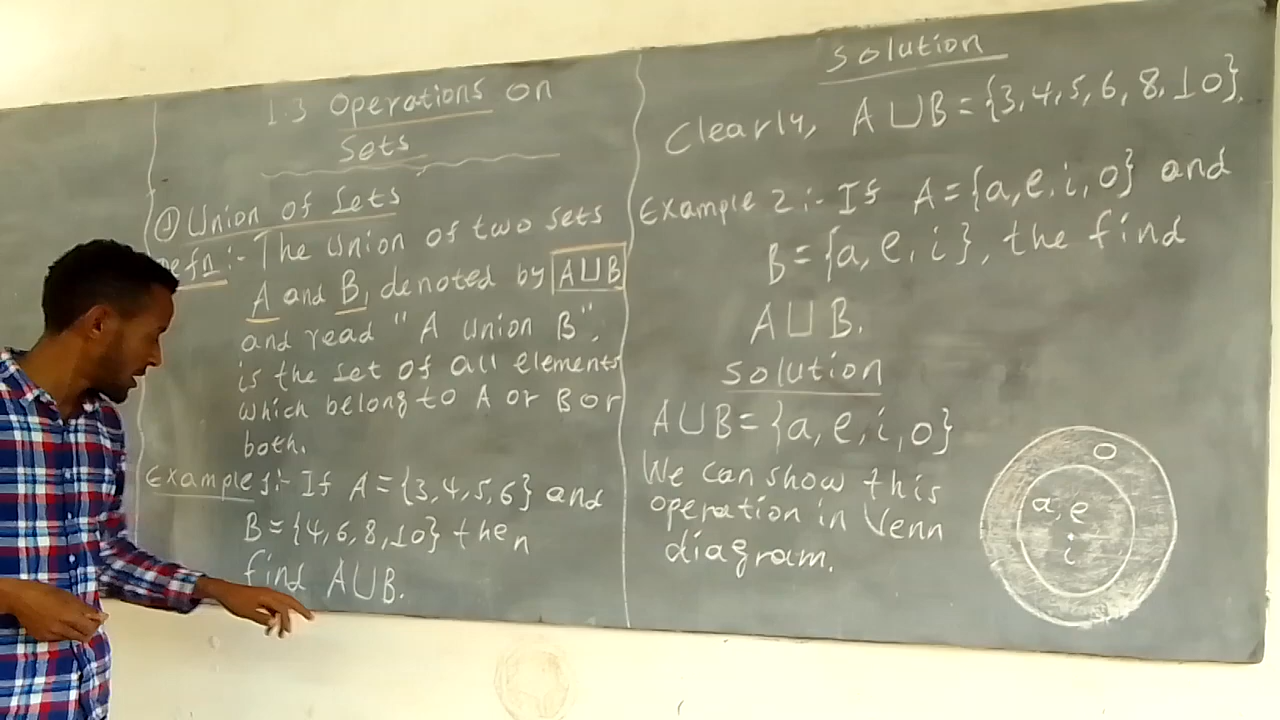 1.3 Operations on
Sets
① Union of Sets
Defn:- The Union of two sets
A and B, denoted by A∪B
and read "A union B".
is the set of all elements
which belong to A or B or
both.
Example 1:- If A={3,4,5,6} and
B={4,6,8,10} then
find A∪B.
Solution
Clearly, A∪B={3,4,5,6,8,10}.
Example 2:- If A={a,e,i,o} and
B={a,e,i}, the find
A∪B.
Solution
A∪B={a,e,i,o}
We can show this
operation in Venn
diagram.
o
a, e
i